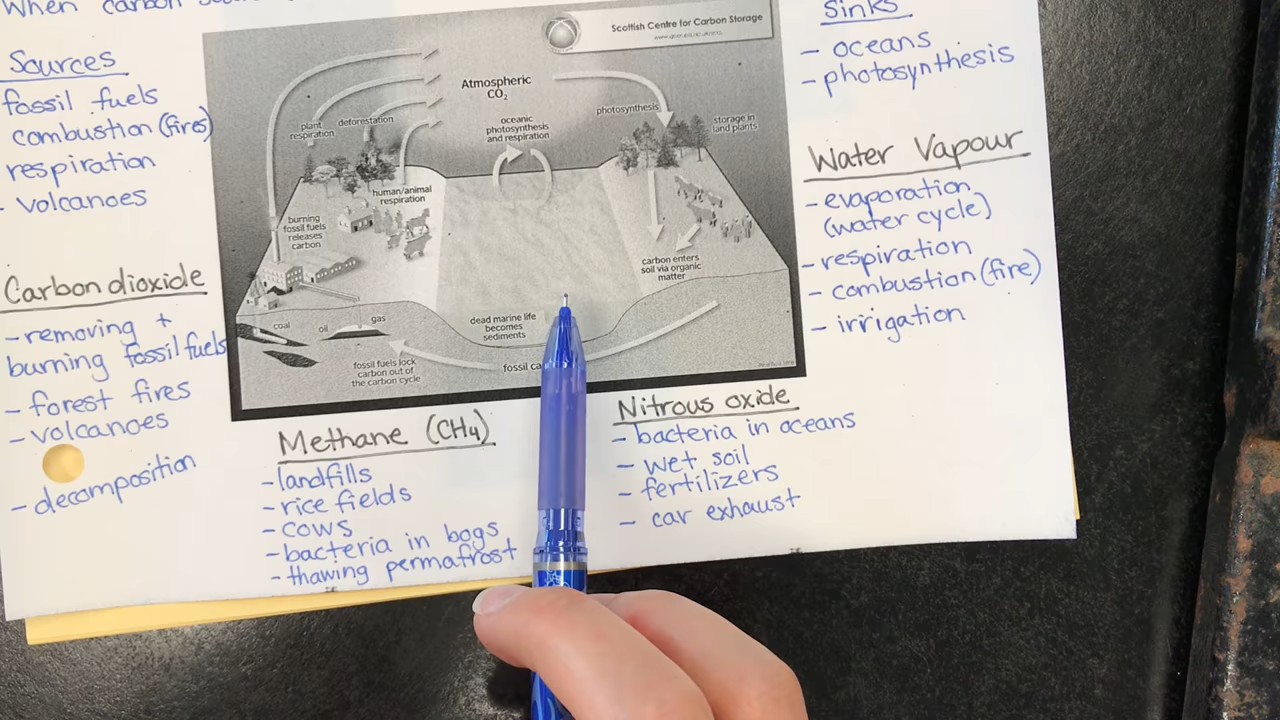 When carbon
Sources
fossil fuels
combustion (fires)
respiration
- volcanoes
Carbon dioxide
- removing +
burning fossil fuels
- forest fires
- volcanoes
- decomposition
Scottish Centre for Carbon Storage
Atmospheric
CO₂
plant
respiration
deforestation
oceanic
photosynthesis
and respiration
photosynthesis
storage in
land plants
human/animal
respiration
burning
fossil fuels
releases
carbon
carbon enters
soil via organic
matter
coal
oil
gas
dead marine life
becomes
sediments
fossil fuels lock
carbon out of
the carbon cycle
fossil
Methane (CH₄)
- landfills
- rice fields
- cows
- bacteria in bogs
- thawing permafrost
Nitrous oxide
- bacteria in oceans
- wet soil
- fertilizers
- car exhaust
Sinks
- oceans
- photosynthesis
Water Vapour
- evaporation
(water cycle)
- respiration
- combustion (fire)
- irrigation